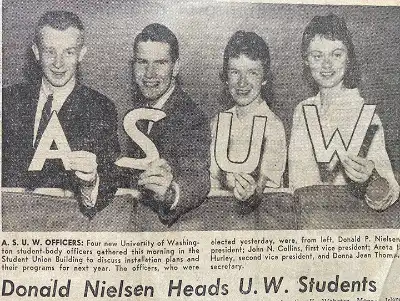 A S U W
A. S. U. W. OFFICERS: Four new University of Washing-
ton student-body officers gathered this morning in the
Student Union Building to discuss installation plans and
their programs for next year. The officers, who were
elected yesterday, were, from left, Donald P. Nielsen
president; John N. Collins, first vice president; Aneta
Hurley, second vice president, and Donna Jean Thoma
secretary.
Donald Nielsen Heads U. W. Students